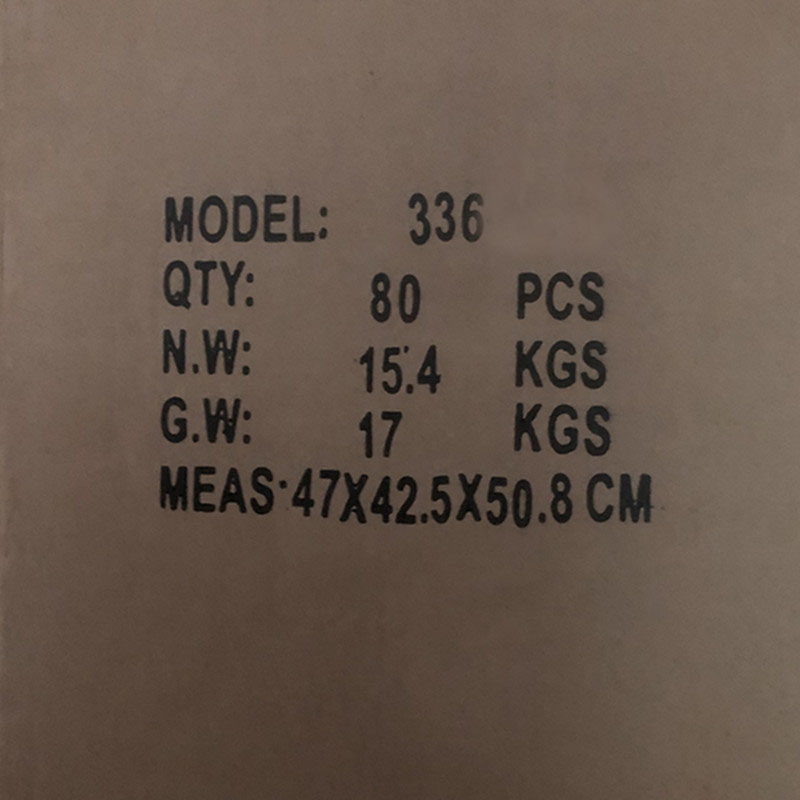 MODEL: 336
QTY: 80 PCS
N.W: 15.4 KGS
G.W: 17 KGS
MEAS:47X42.5X50.8 CM